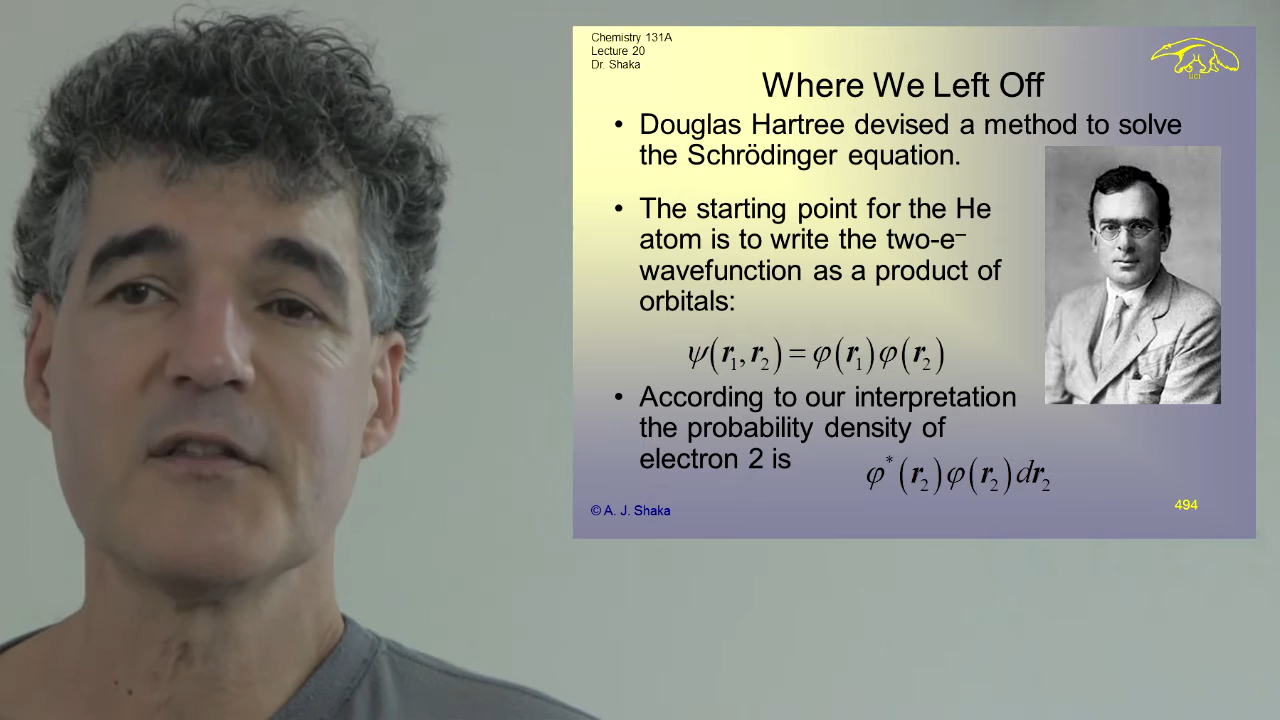 Chemistry 131A
Lecture 20
Dr. Shaka
UCI
Where We Left Off
• Douglas Hartree devised a method to solve
the Schrödinger equation.
• The starting point for the He
atom is to write the two-e⁻
wavefunction as a product of
orbitals:
ψ(r₁, r₂) = φ(r₁)φ(r₂)
• According to our interpretation
the probability density of
electron 2 is φ*(r₂)φ(r₂)dr₂
© A. J. Shaka
494